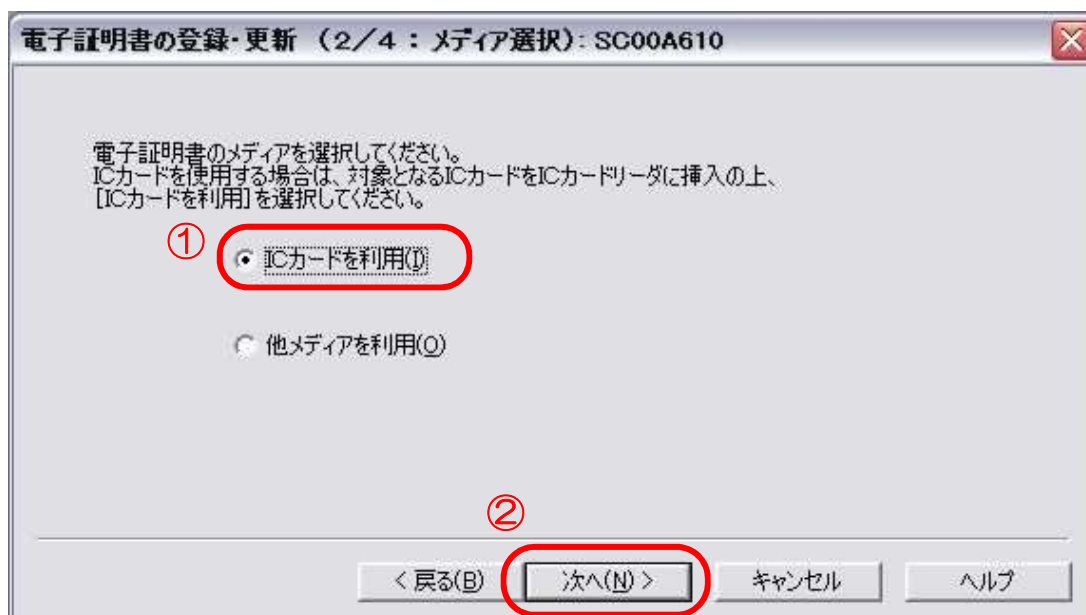 電子証明書の登録・更新 (2/4:メディア選択):SC00A610
電子証明書のメディアを選択してください。
ICカードを使用する場合は、対象となるICカードをICカードリーダに挿入の上、
[ICカードを利用]を選択してください。
①
ICカードを利用(I)
他メディアを利用(O)
②
< 戻る(B)
次へ(N) >
キャンセル
ヘルプ